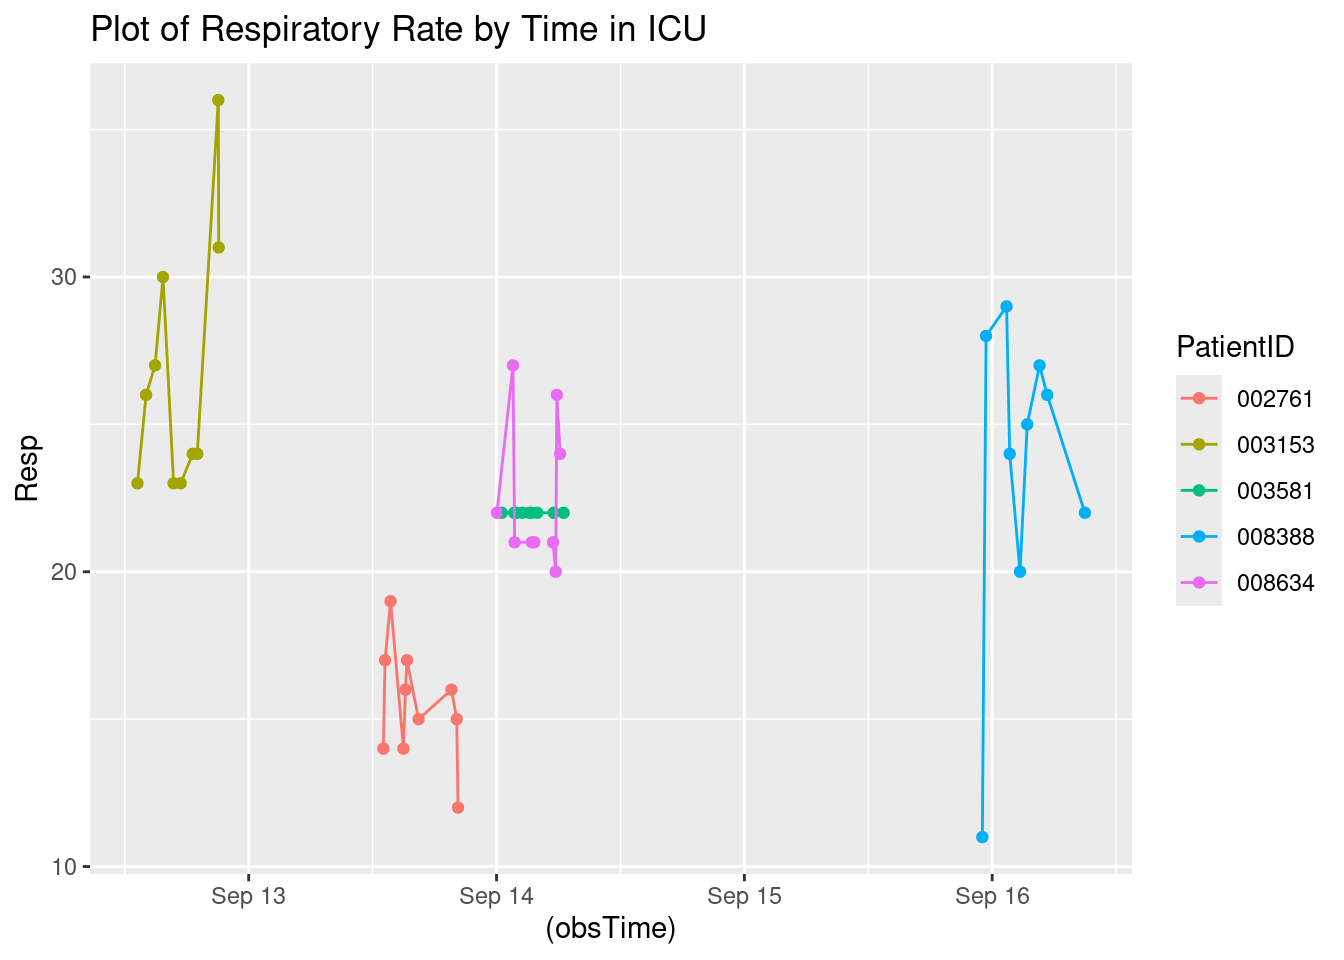 Plot of Respiratory Rate by Time in ICU
Resp
30
20
10
Sep 13
Sep 14
Sep 15
Sep 16
(obsTime)
PatientID
002761
003153
003581
008388
008634